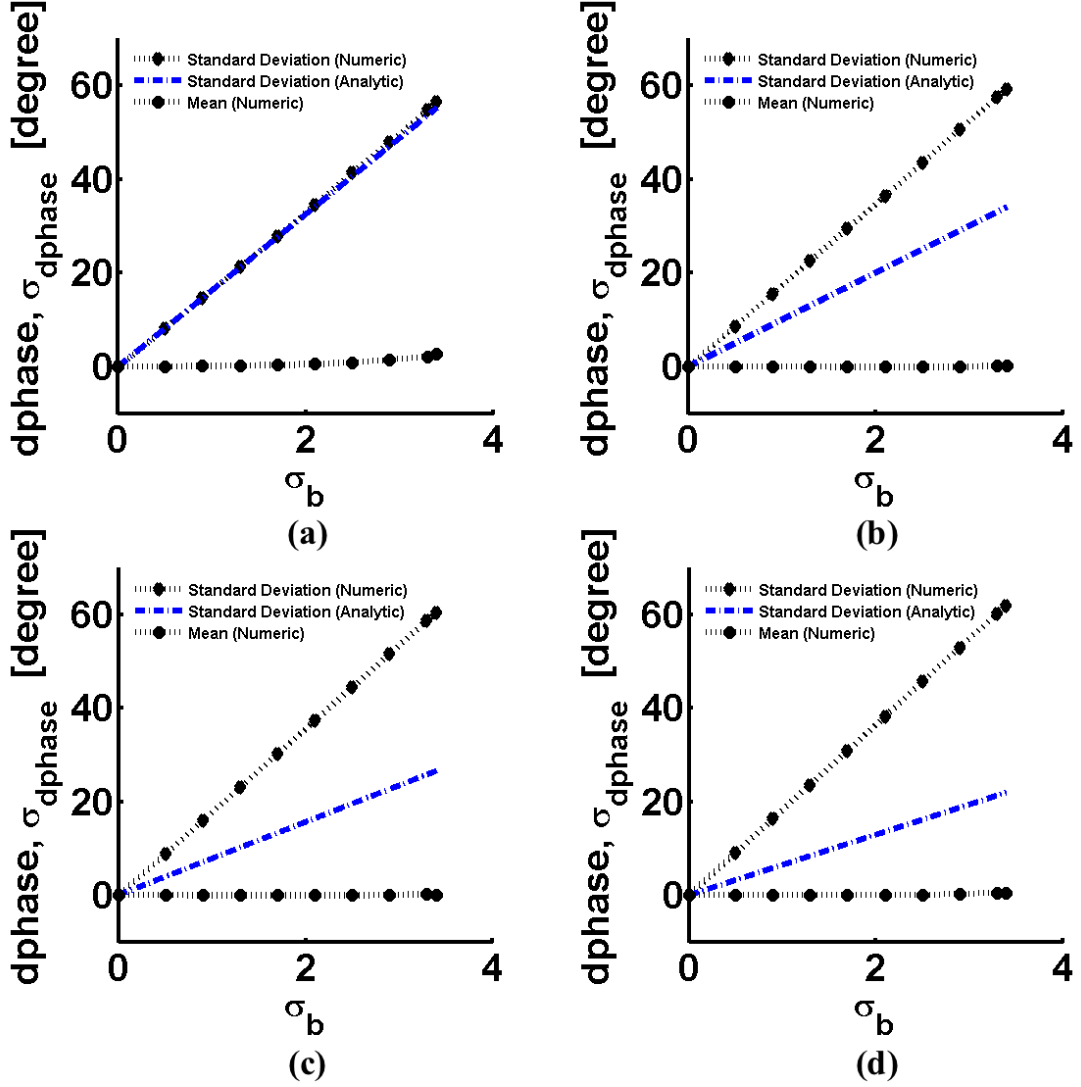 dphase, σdphase [degree]
60
40
20
0
Standard Deviation (Numeric)
Standard Deviation (Analytic)
Mean (Numeric)
0 2 4
σb
(a)
dphase, σdphase [degree]
60
40
20
0
Standard Deviation (Numeric)
Standard Deviation (Analytic)
Mean (Numeric)
0 2 4
σb
(b)
dphase, σdphase [degree]
60
40
20
0
Standard Deviation (Numeric)
Standard Deviation (Analytic)
Mean (Numeric)
0 2 4
σb
(c)
dphase, σdphase [degree]
60
40
20
0
Standard Deviation (Numeric)
Standard Deviation (Analytic)
Mean (Numeric)
0 2 4
σb
(d)